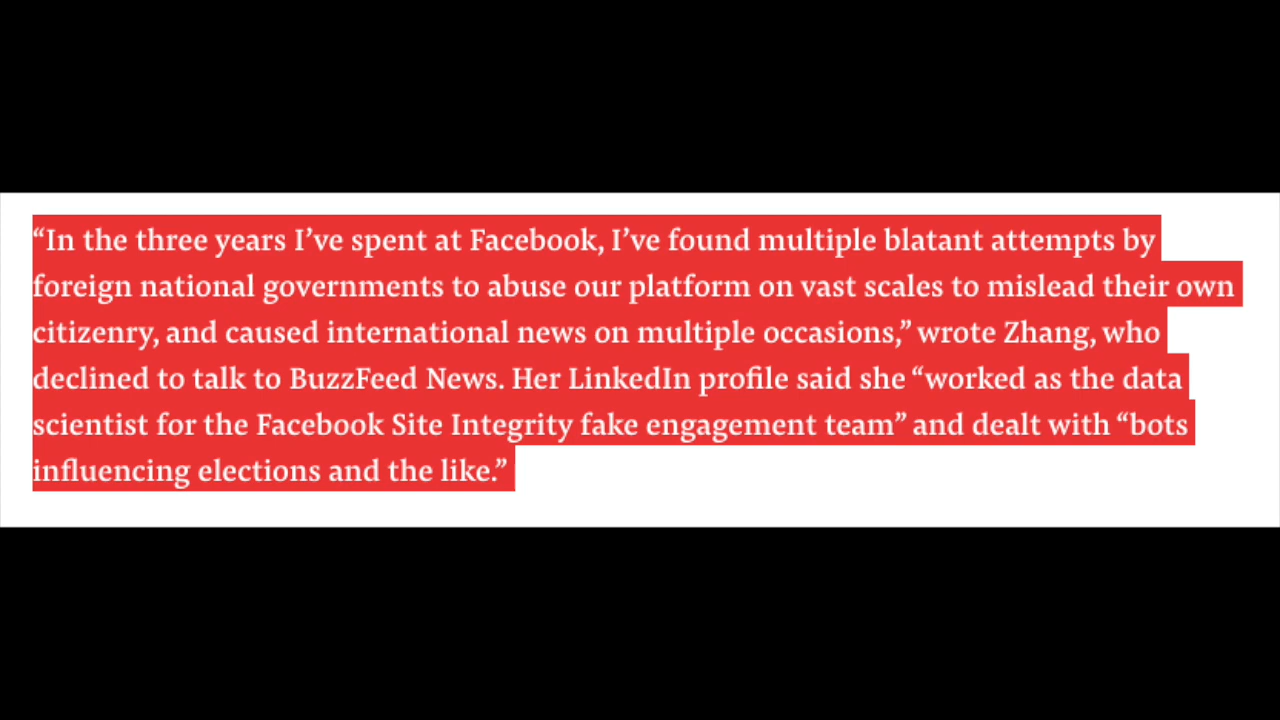 “In the three years I’ve spent at Facebook, I’ve found multiple blatant attempts by
foreign national governments to abuse our platform on vast scales to mislead their own
citizenry, and caused international news on multiple occasions,” wrote Zhang, who
declined to talk to BuzzFeed News. Her LinkedIn profile said she “worked as the data
scientist for the Facebook Site Integrity fake engagement team” and dealt with “bots
influencing elections and the like.”